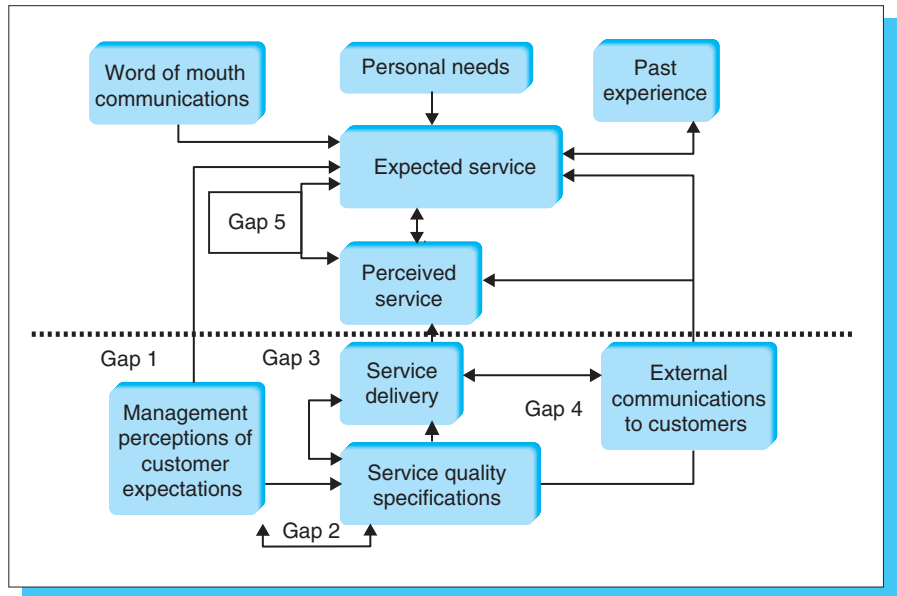 Word of mouth
communications
Personal needs
Past
experience
Expected service
Gap 5
Perceived
service
Gap 1
Gap 3
Service
delivery
Gap 4
External
communications
to customers
Management
perceptions of
customer
expectations
Service quality
specifications
Gap 2